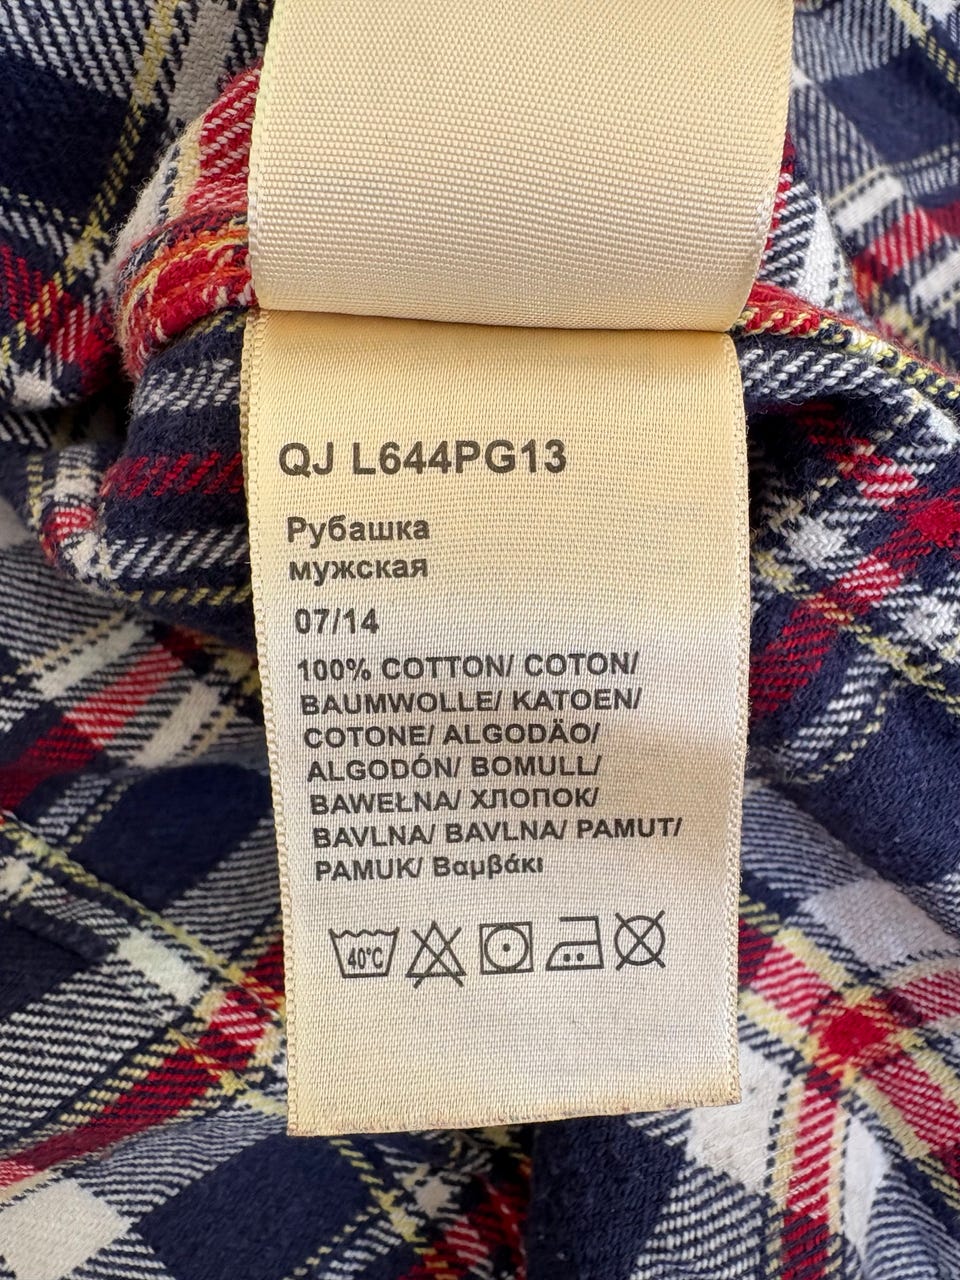 QJ L644PG13
Рубашка
мужская
07/14
100% COTTON/ COTON/
BAUMWOLLE/ KATOEN/
COTONE/ ALGODÄO/
ALGODÓN/ BOMULL/
BAWEŁNA/ ХЛОПОК/
BAVLNA/ BAVLNA/ PAMUT/
PAMUK/ Βαμβάκι
40°C